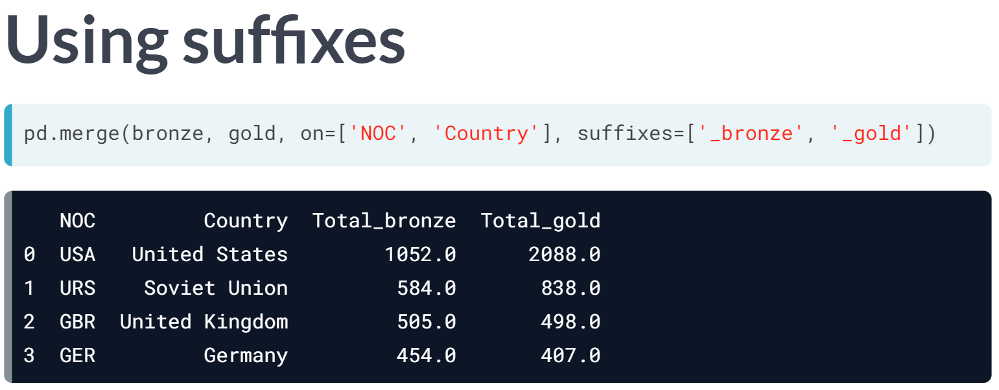 Using suffixes
pd.merge(bronze, gold, on=['NOC', 'Country'], suffixes=['_bronze', '_gold'])
NOC Country Total_bronze Total_gold
0 USA United States 1052.0 2088.0
1 URS Soviet Union 584.0 838.0
2 GBR United Kingdom 505.0 498.0
3 GER Germany 454.0 407.0